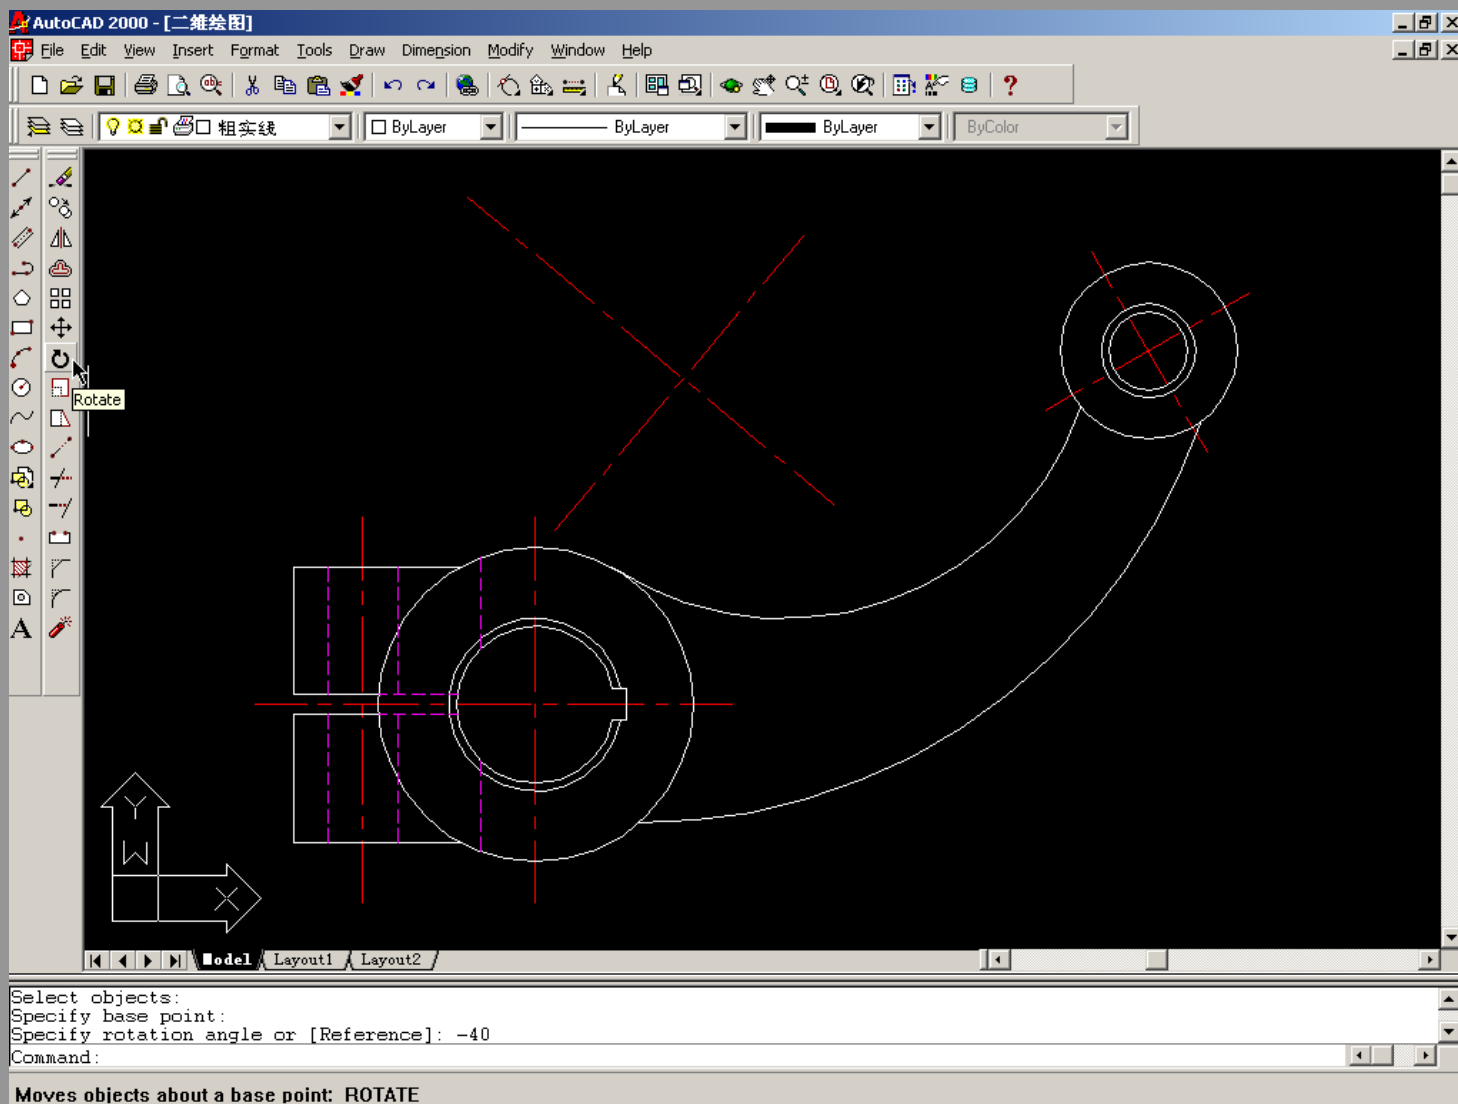 AutoCAD 2000 - [二维绘图]
File Edit View Insert Format Tools Draw Dimension Modify Window Help
粗实线 ByLayer ByLayer ByLayer ByColor
Rotate
A
Y
W
X
Model Layout1 Layout2
Select objects:
Specify base point:
Specify rotation angle or [Reference]: -40
Command:
Moves objects about a base point: ROTATE